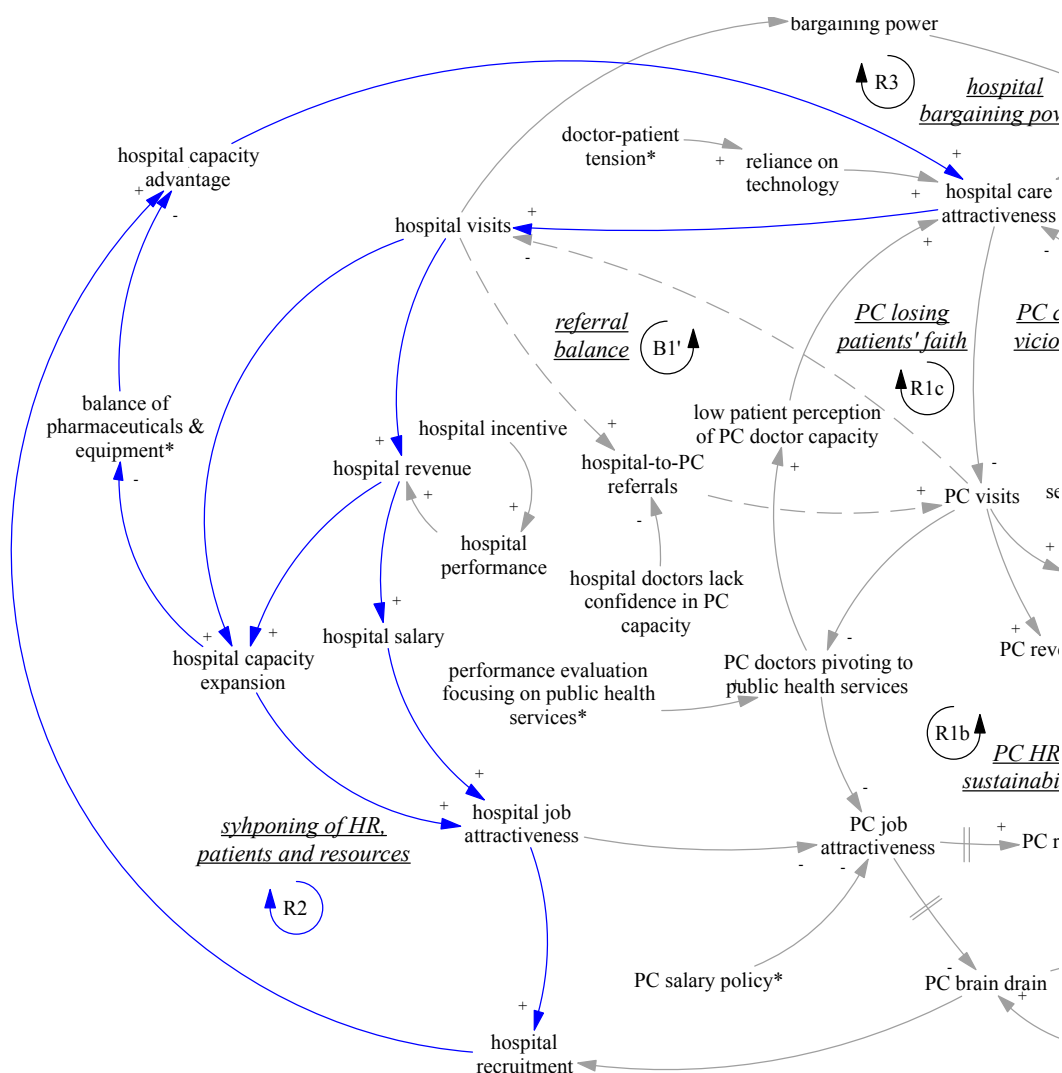 bargaining power
R3
hospital
bargaining pow
doctor-patient
tension*
+
reliance on
technology
+
+
hospital care
attractiveness
+
-
hospital capacity
advantage
+
-
hospital visits
+
-
referral
balance
B1'
PC losing
patients' faith
R1c
PC c
viciou
balance of
pharmaceuticals &
equipment*
-
hospital incentive
+
low patient perception
of PC doctor capacity
+
+
hospital revenue
+
+
hospital-to-PC
referrals
-
+
-
PC visits
se
+
hospital
performance
hospital doctors lack
confidence in PC
capacity
+
hospital salary
+
+
hospital capacity
expansion
-
+
PC reve
performance evaluation
focusing on public health
services*
+
PC doctors pivoting to
public health services
R1b
PC HR
sustainabi
+
+
hospital job
attractiveness
-
-
-
PC job
attractiveness
+
PC r
syhponing of HR,
patients and resources
R2
PC salary policy*
-
PC brain drain
+
+
hospital
recruitment